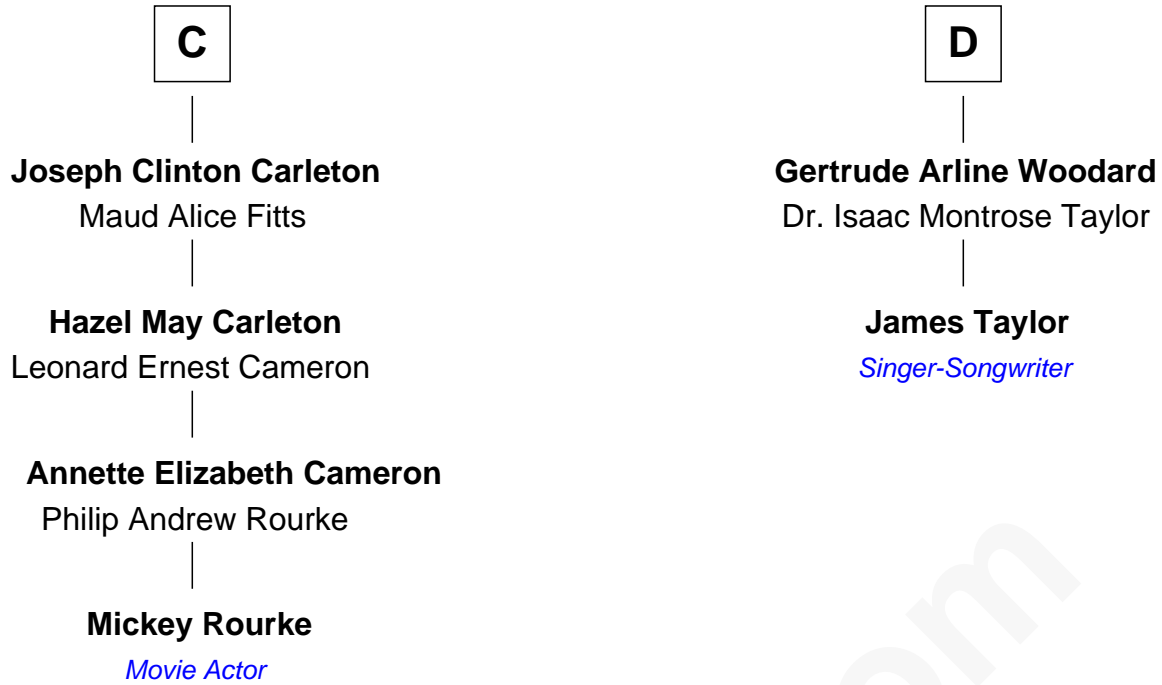 C
Joseph Clinton Carleton
Maud Alice Fitts
Hazel May Carleton
Leonard Ernest Cameron
Annette Elizabeth Cameron
Philip Andrew Rourke
Mickey Rourke
Movie Actor
D
Gertrude Arline Woodard
Dr. Isaac Montrose Taylor
James Taylor
Singer-Songwriter
om